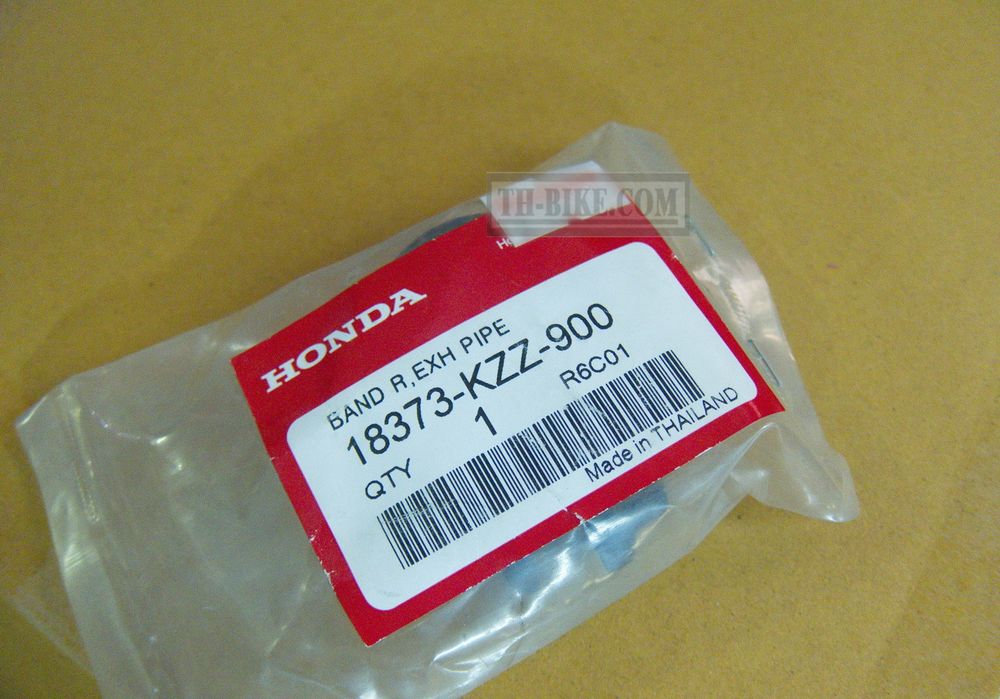 TH-BIKE.COM
HONDA
BAND R, EXH PIPE
18373-KZZ-900
QTY 1 R6C01
Made in THAILAND